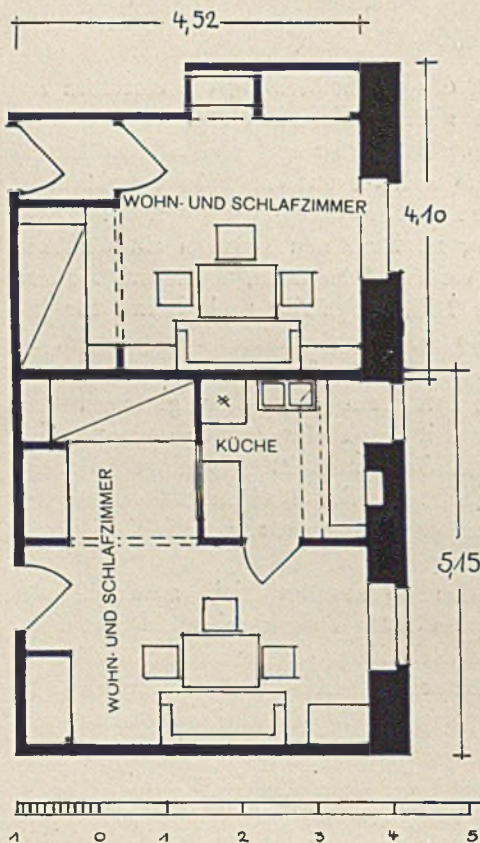 4,52
WOHN- UND SCHLAFZIMMER
4,10
KÜCHE
WOHN- UND SCHLAFZIMMER
5,15
1 0 1 2 3 4 5